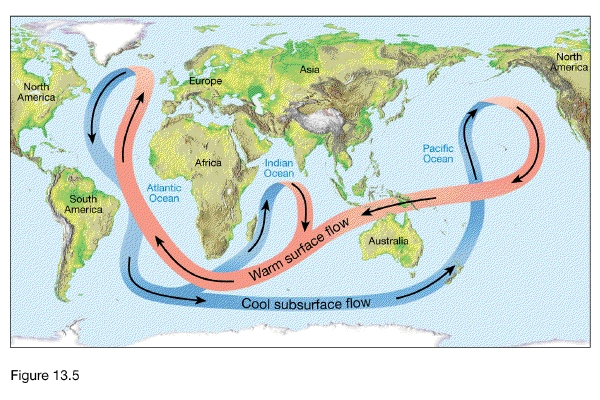 North
America
Europe
Asia
North
America
Africa
Indian
Ocean
Pacific
Ocean
Atlantic
Ocean
South
America
Australia
Warm surface flow
Cool subsurface flow
Figure 13.5